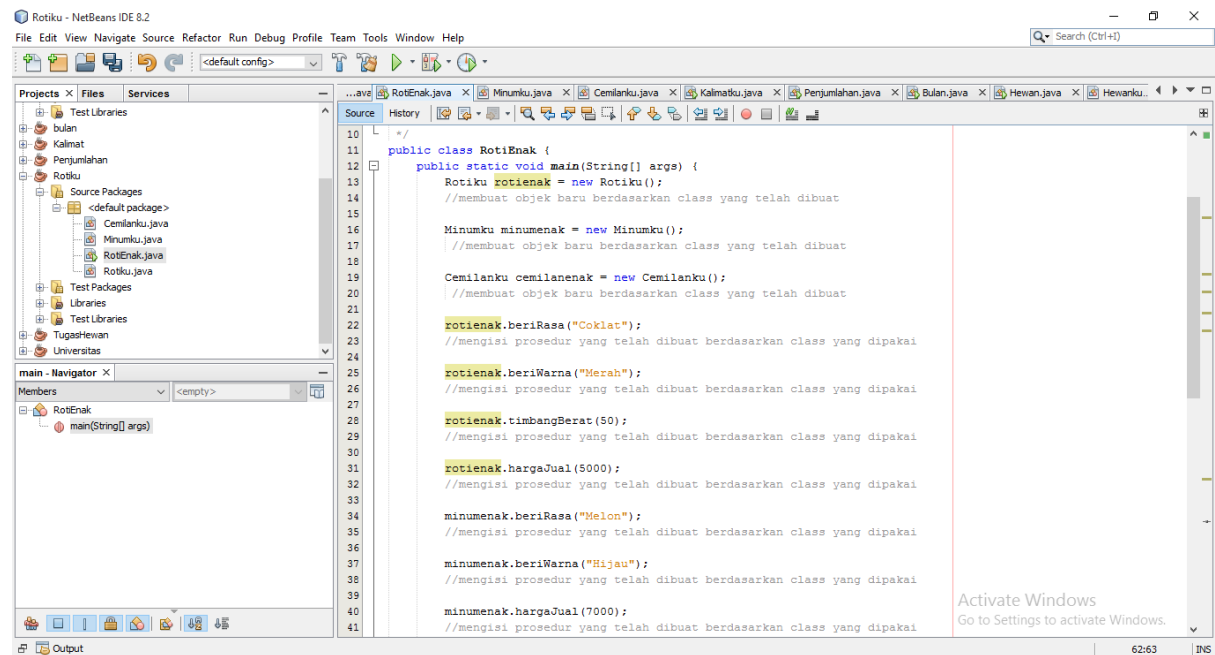 Rotiku - NetBeans IDE 8.2
File Edit View Navigate Source Refactor Run Debug Profile Team Tools Window Help
Search (Ctrl+I)
<default config>
Projects Files Services
Test Libraries
bulan
Kalimat
Penjumlahan
Rotiku
Source Packages
<default package>
Cemilanku.java
Minumku.java
RotiEnak.java
Rotiku.java
Test Packages
Libraries
Test Libraries
TugasHewan
Universitas
main - Navigator
Members <empty>
RotiEnak
main(String[] args)
...ava RotiEnak.java Minumku.java Cemilanku.java Kalimatku.java Penjumlahan.java Bulan.java Hewan.java Hewanku..
Source History
10 */
11 public class RotiEnak {
12 public static void main(String[] args) {
13 Rotiku rotienak = new Rotiku();
14 //membuat objek baru berdasarkan class yang telah dibuat
15
16 Minumku minumenak = new Minumku();
17 //membuat objek baru berdasarkan class yang telah dibuat
18
19 Cemilanku cemilanenak = new Cemilanku();
20 //membuat objek baru berdasarkan class yang telah dibuat
21
22 rotienak.beriRasa("Coklat");
23 //mengisi prosedur yang telah dibuat berdasarkan class yang dipakai
24
25 rotienak.beriWarna("Merah");
26 //mengisi prosedur yang telah dibuat berdasarkan class yang dipakai
27
28 rotienak.timbangBerat(50);
29 //mengisi prosedur yang telah dibuat berdasarkan class yang dipakai
30
31 rotienak.hargaJual(5000);
32 //mengisi prosedur yang telah dibuat berdasarkan class yang dipakai
33
34 minumenak.beriRasa("Melon");
35 //mengisi prosedur yang telah dibuat berdasarkan class yang dipakai
36
37 minumenak.beriWarna("Hijau");
38 //mengisi prosedur yang telah dibuat berdasarkan class yang dipakai
39
40 minumenak.hargaJual(7000);
41 //mengisi prosedur yang telah dibuat berdasarkan class yang dipakai
Activate Windows
Go to Settings to activate Windows.
Output
62:63 INS